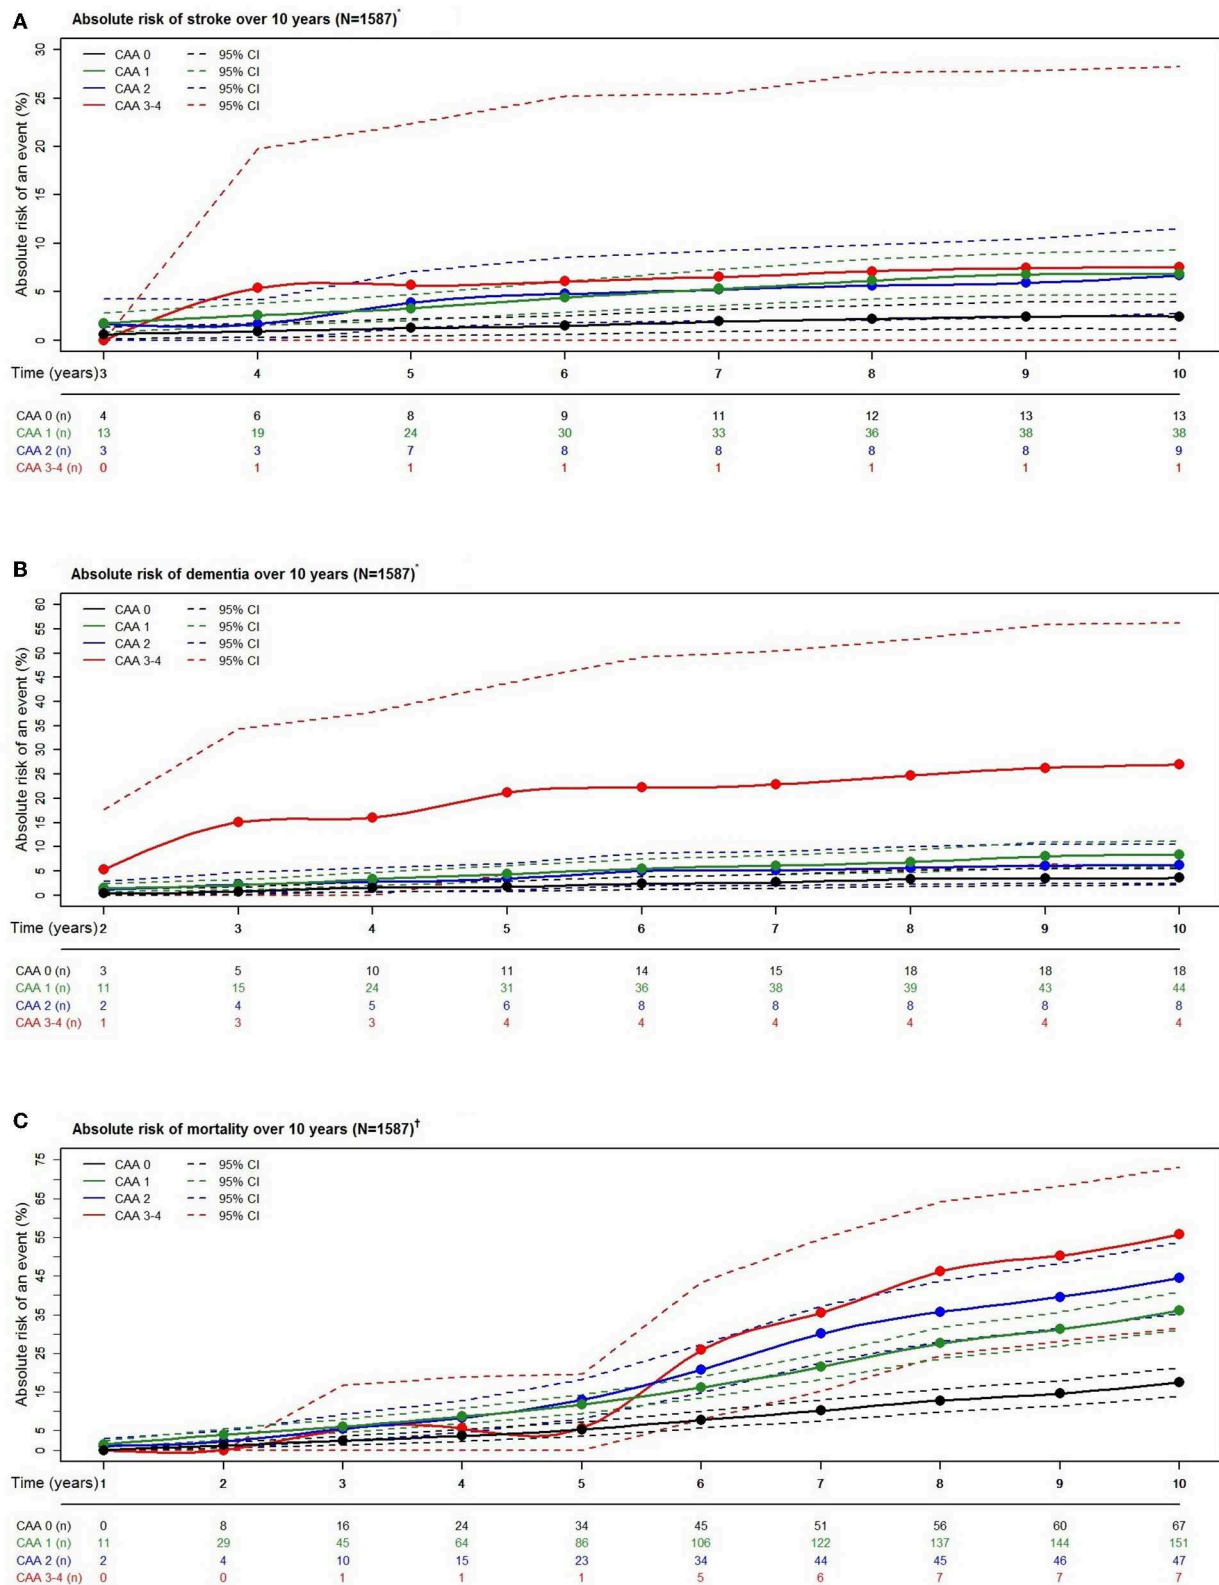 A
Absolute risk of stroke over 10 years (N=1587)*
CAA 0 95% CI
CAA 1 95% CI
CAA 2 95% CI
CAA 3-4 95% CI
Absolute risk of an event (%)
30
25
20
15
10
5
0
Time (years) 3 4 5 6 7 8 9 10
CAA 0 (n) 4 6 8 9 11 12 13 13
CAA 1 (n) 13 19 24 30 33 36 38 38
CAA 2 (n) 3 3 7 8 8 8 8 9
CAA 3-4 (n) 0 1 1 1 1 1 1 1
B
Absolute risk of dementia over 10 years (N=1587)*
CAA 0 95% CI
CAA 1 95% CI
CAA 2 95% CI
CAA 3-4 95% CI
Absolute risk of an event (%)
60
55
50
45
40
35
30
25
20
15
10
5
0
Time (years) 2 3 4 5 6 7 8 9 10
CAA 0 (n) 3 5 10 11 14 15 18 18 18
CAA 1 (n) 11 15 24 31 36 38 39 43 44
CAA 2 (n) 2 4 5 6 8 8 8 8 8
CAA 3-4 (n) 1 3 3 4 4 4 4 4 4
C
Absolute risk of mortality over 10 years (N=1587)†
CAA 0 95% CI
CAA 1 95% CI
CAA 2 95% CI
CAA 3-4 95% CI
Absolute risk of an event (%)
75
65
55
45
35
25
15
5
0
Time (years) 1 2 3 4 5 6 7 8 9 10
CAA 0 (n) 0 8 16 24 34 45 51 56 60 67
CAA 1 (n) 11 29 45 64 86 106 122 137 144 151
CAA 2 (n) 2 4 10 15 23 34 44 45 46 47
CAA 3-4 (n) 0 0 1 1 1 5 6 7 7 7